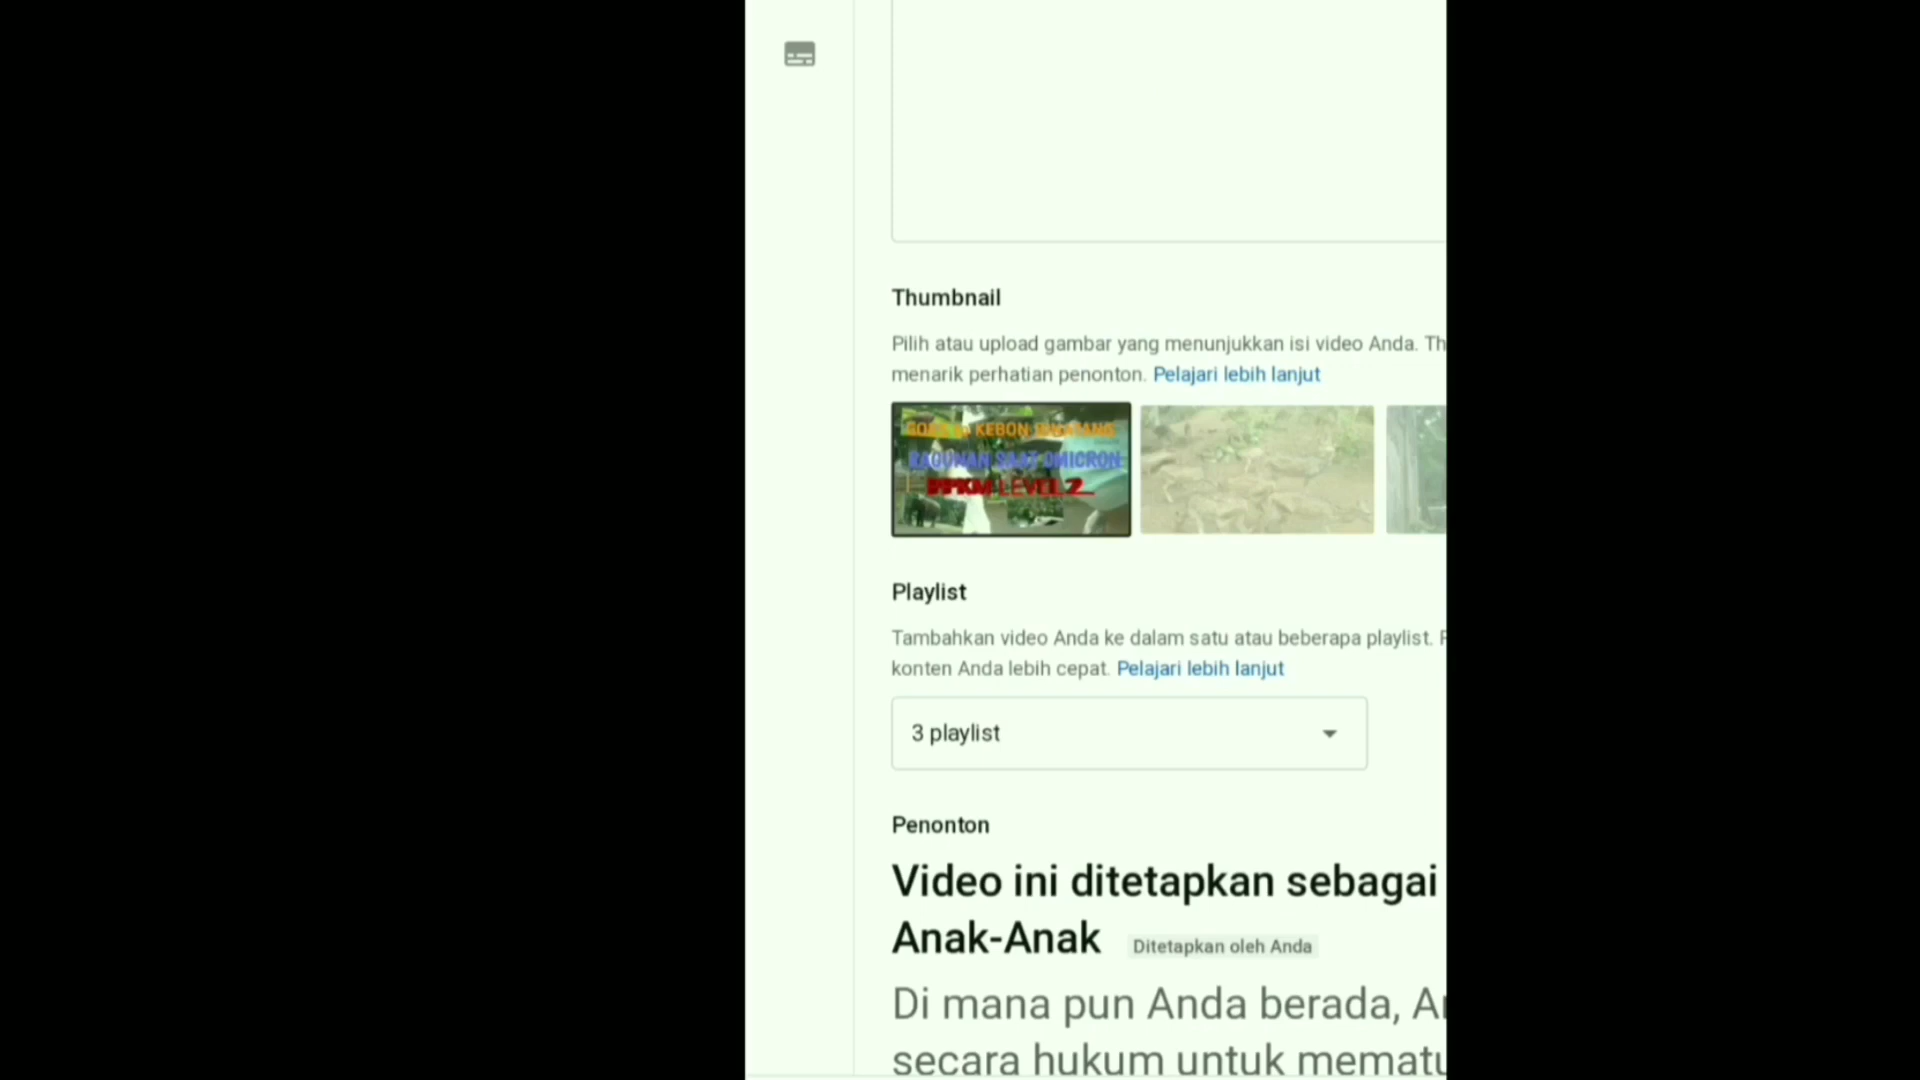 Thumbnail
Pilih atau upload gambar yang menunjukkan isi video Anda. Th
menarik perhatian penonton. Pelajari lebih lanjut
KEBON
RAGUNAN SAAT OMICRON
PPKM LEVEL 2
Playlist
Tambahkan video Anda ke dalam satu atau beberapa playlist. P
konten Anda lebih cepat. Pelajari lebih lanjut
3 playlist
Penonton
Video ini ditetapkan sebagai
Anak-Anak Ditetapkan oleh Anda
Di mana pun Anda berada, An
secara hukum untuk mematu